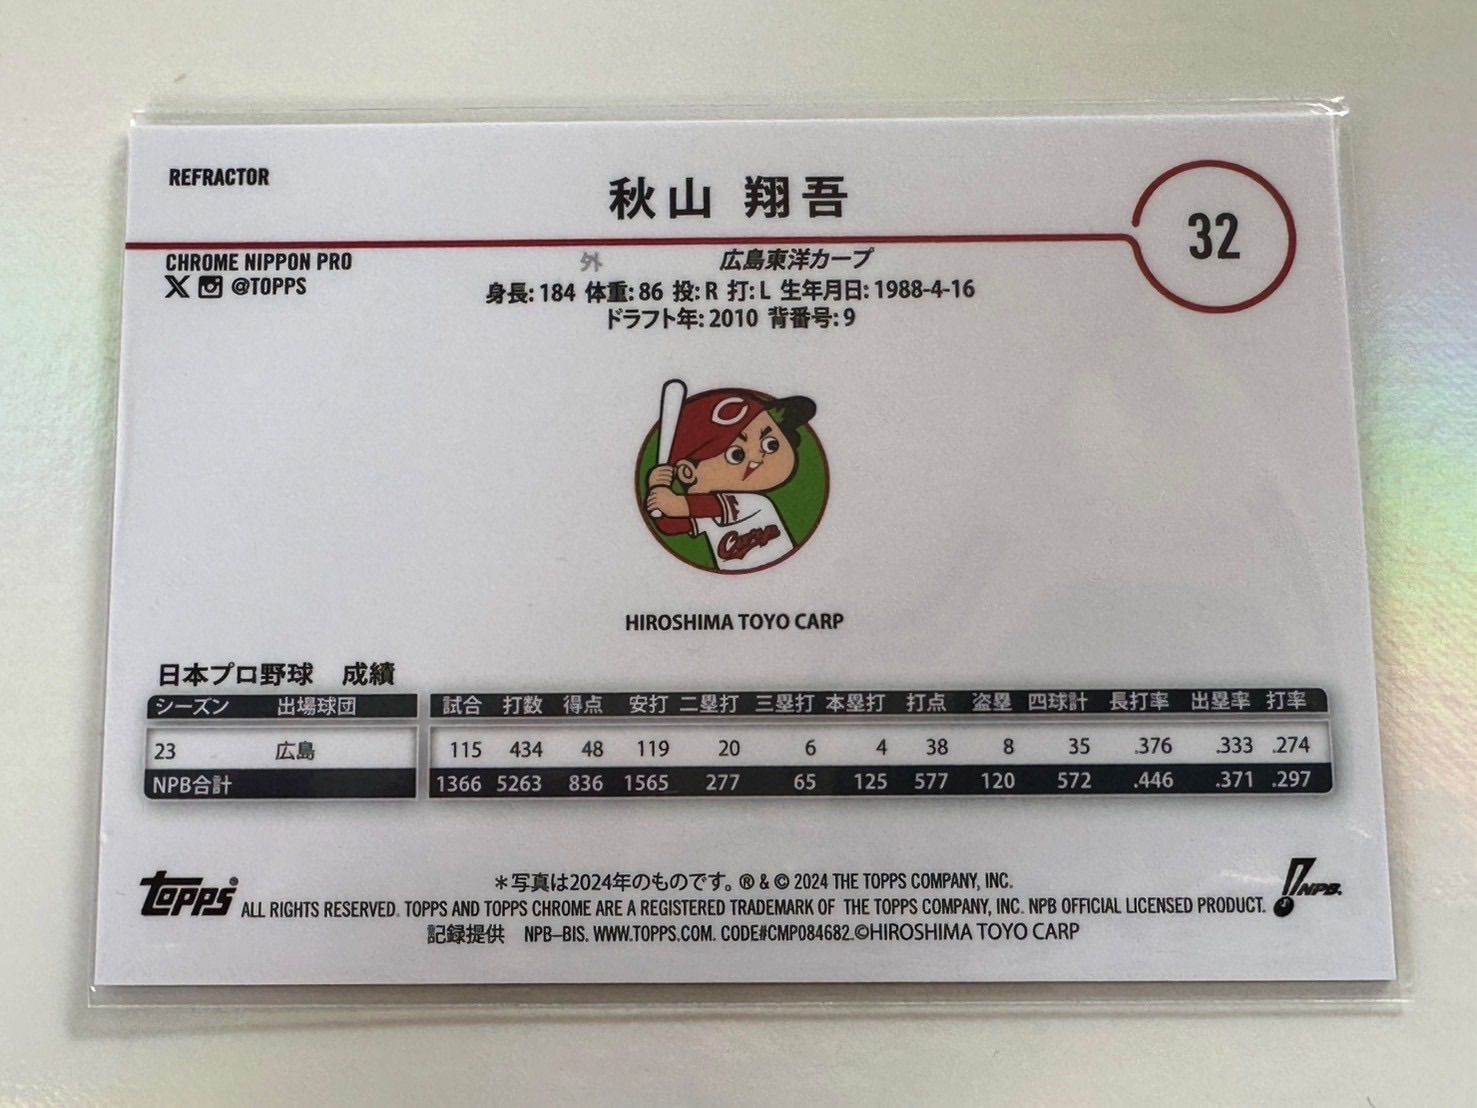 REFRACTOR
秋山 翔吾
32
CHROME NIPPON PRO
@TOPPS
外 広島東洋カープ
身長: 184 体重: 86 投: R 打: L 生年月日: 1988-4-16
ドラフト年: 2010 背番号: 9
C
Carp
HIROSHIMA TOYO CARP
日本プロ野球 成績
シーズン 出場球団 試合 打数 得点 安打 二塁打 三塁打 本塁打 打点 盗塁 四球計 長打率 出塁率 打率
23 広島 115 434 48 119 20 6 4 38 8 35 .376 .333 .274
NPB合計 1366 5263 836 1565 277 65 125 577 120 572 .446 .371 .297
topps®
＊写真は2024年のものです。® & © 2024 THE TOPPS COMPANY, INC.
ALL RIGHTS RESERVED. TOPPS AND TOPPS CHROME ARE A REGISTERED TRADEMARK OF THE TOPPS COMPANY, INC. NPB OFFICIAL LICENSED PRODUCT.
記録提供 NPB–BIS. WWW.TOPPS.COM. CODE#CMP084682.©HIROSHIMA TOYO CARP
NPB.